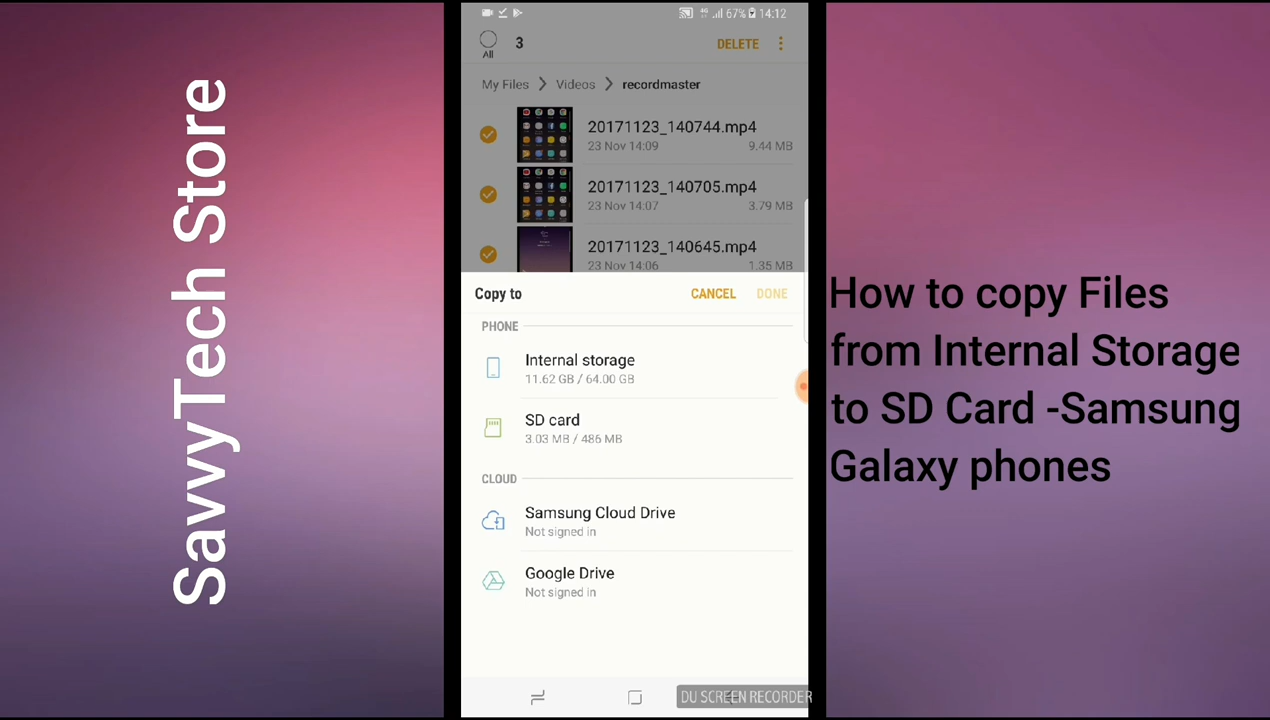 SavvyTech Store
67% 14:12
All
3
DELETE
My Files
Videos
recordmaster
20171123_140744.mp4
23 Nov 14:09
9.44 MB
20171123_140705.mp4
23 Nov 14:07
3.79 MB
20171123_140645.mp4
23 Nov 14:06
1.35 MB
Copy to
CANCEL
DONE
PHONE
Internal storage
11.62 GB / 64.00 GB
SD card
3.03 MB / 486 MB
CLOUD
Samsung Cloud Drive
Not signed in
Google Drive
Not signed in
DU SCREEN RECORDER
How to copy Files
from Internal Storage
to SD Card -Samsung
Galaxy phones